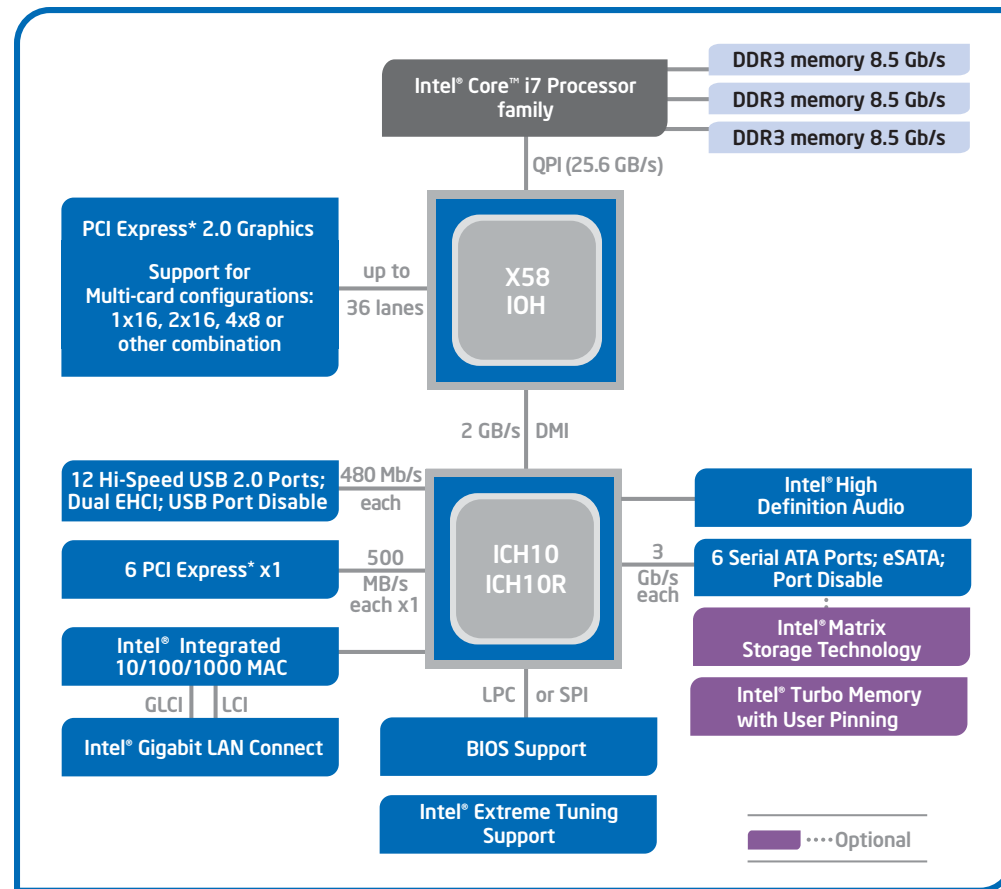 Intel® Core™ i7 Processor
family
DDR3 memory 8.5 Gb/s
DDR3 memory 8.5 Gb/s
DDR3 memory 8.5 Gb/s
QPI (25.6 GB/s)
PCI Express* 2.0 Graphics
Support for
Multi-card configurations:
1x16, 2x16, 4x8 or
other combination
up to
36 lanes
X58
IOH
2 GB/s DMI
12 Hi-Speed USB 2.0 Ports;
Dual EHCI; USB Port Disable
480 Mb/s
each
6 PCI Express* x1
500
MB/s
each x1
Intel® Integrated
10/100/1000 MAC
GLCI LCI
Intel® Gigabit LAN Connect
ICH10
ICH10R
Intel® High
Definition Audio
3
Gb/s
each
6 Serial ATA Ports; eSATA;
Port Disable
Intel® Matrix
Storage Technology
Intel® Turbo Memory
with User Pinning
LPC or SPI
BIOS Support
Intel® Extreme Tuning
Support
····Optional